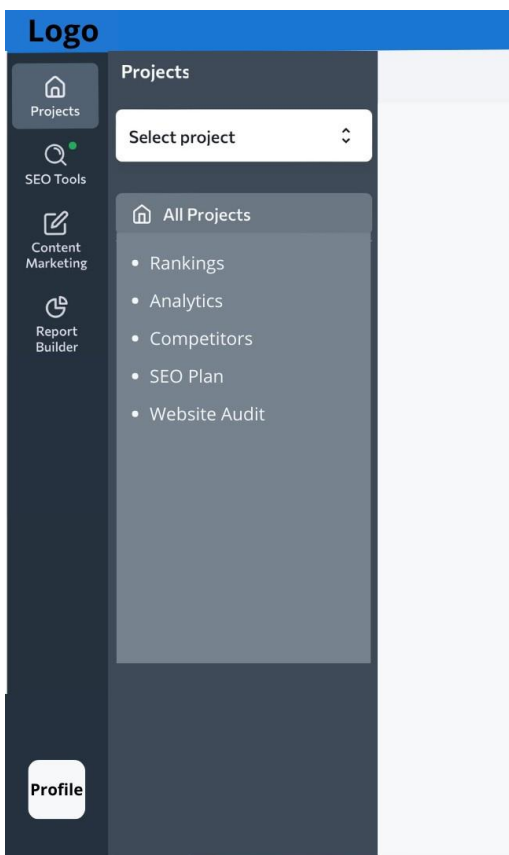 Logo
Projects
SEO Tools
Content
Marketing
Report
Builder
Profile
Projects
Select project
All Projects
• Rankings
• Analytics
• Competitors
• SEO Plan
• Website Audit